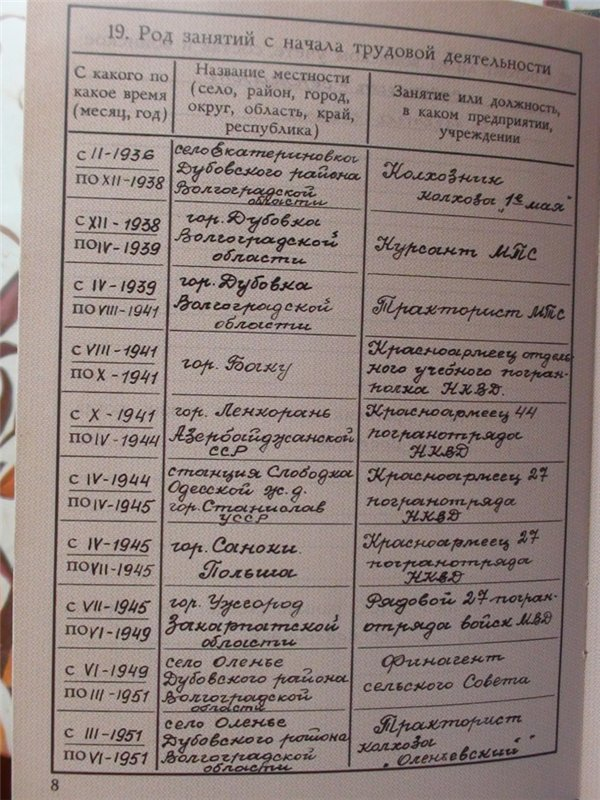 19. Род занятий с начала трудовой деятельности
С какого по
какое время
(месяц, год)
Название местности
(село, район, город,
округ, область, край,
республика)
Занятие или должность,
в каком предприятии,
учреждении
С II-1936
ПО XII-1938
село Екатериновка
Дубовского района
Волгоградской
области
Колхозник
колхоза „1е мая"
С XII-1938
ПО IV-1939
гор. Дубовка
Волгоградской
области
Курсант МТС
С IV-1939
ПО VIII-1941
гор. Дубовка
Волгоградской
области
Тракторист МТС
С VIII-1941
ПО X-1941
гор. Баку
Красноармеец отдель-
ного учебного погран-
полка НКВД.
С X-1941
ПО IV-1944
гор. Ленкорань
Азербайджанской
ССР
Красноармеец 44
погранотряда
НКВД
С IV-1944
ПО IV-1945
станция Слободка
Одесской ж.д.
гор. Станислав
УССР
Красноармеец 27
погранотряда
НКВД
С IV-1945
ПО VII-1945
гор. Саноки.
Польша
Красноармеец 27
погранотряда
НКВД
С VII-1945
ПО VI-1949
гор. Ужгород
Закарпатской
области
Рядовой 27 погран-
отряда войск МВД
С VI-1949
ПО III-1951
село Оленье
Дубовского района
Волгоградской
области
Финагент
сельского Совета
С III-1951
ПО VI-1951
село Оленье
Дубовского района
Волгоградской
области
Тракторист
колхоза
„Оленьевский"
8